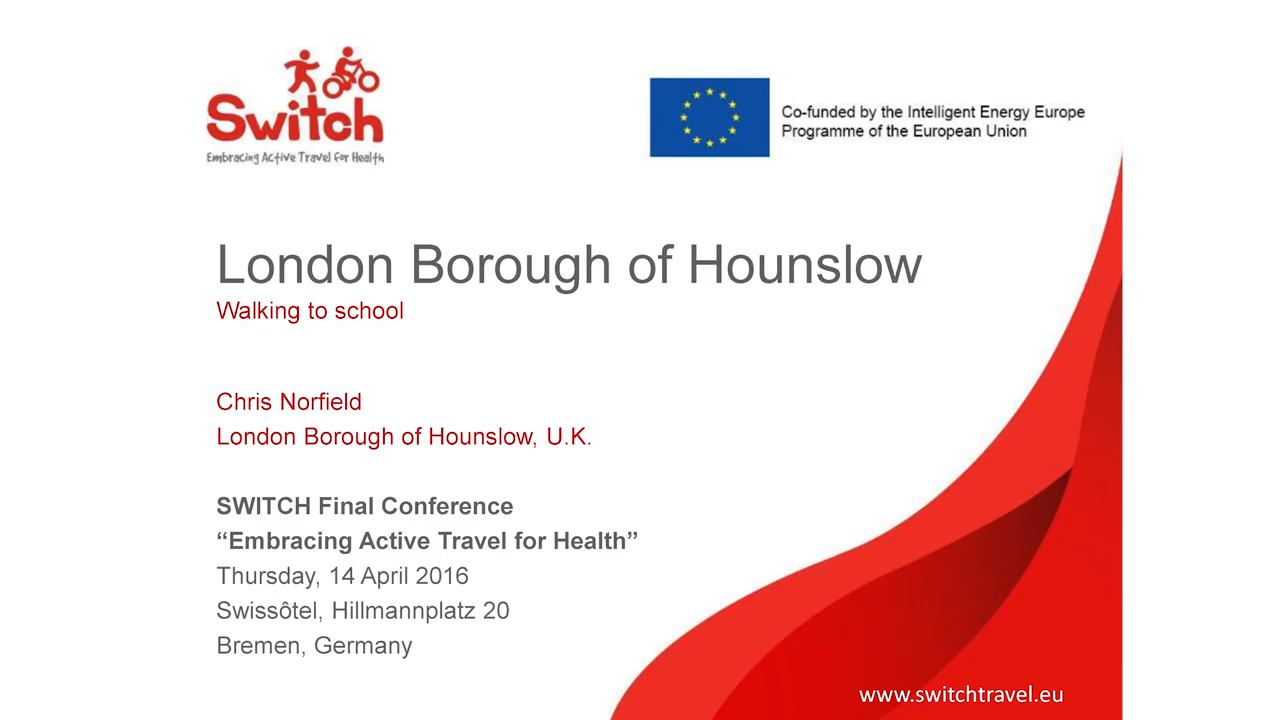 Switch
Embracing Active Travel for Health
Co-funded by the Intelligent Energy Europe
Programme of the European Union
London Borough of Hounslow
Walking to school
Chris Norfield
London Borough of Hounslow, U.K.
SWITCH Final Conference
“Embracing Active Travel for Health”
Thursday, 14 April 2016
Swissôtel, Hillmannplatz 20
Bremen, Germany
www.switchtravel.eu